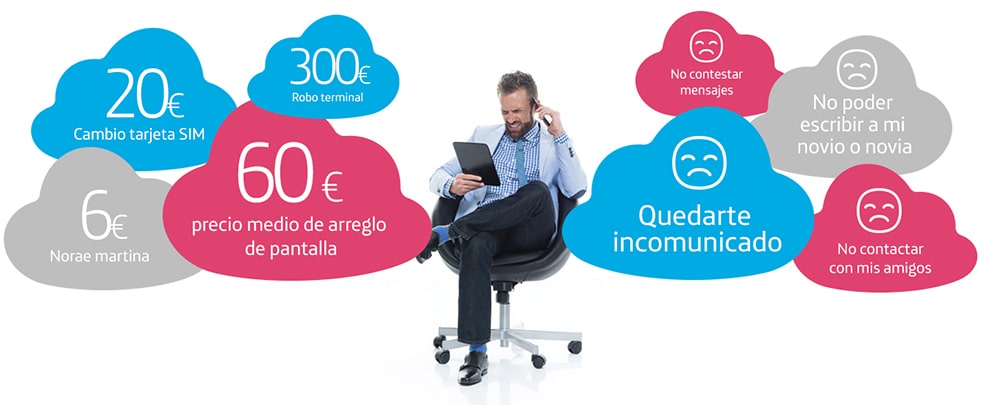 20€
Cambio tarjeta SIM
300€
Robo terminal
6€
Norae martina
60€
precio medio de arreglo
de pantalla
No contestar
mensajes
No poder
escribir a mi
novio o novia
Quedarte
incomunicado
No contactar
con mis amigos